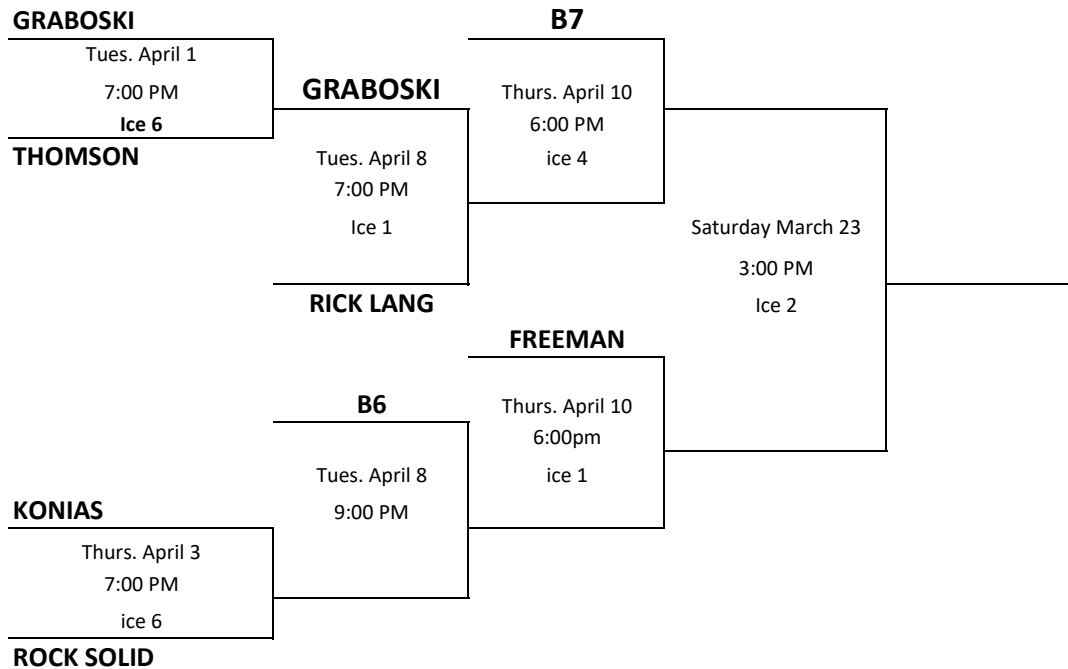 GRABOSKI
Tues. April 1
7:00 PM
Ice 6
THOMSON
GRABOSKI
Tues. April 8
7:00 PM
Ice 1
RICK LANG
B7
Thurs. April 10
6:00 PM
ice 4
Saturday March 23
3:00 PM
Ice 2
FREEMAN
Thurs. April 10
6:00pm
ice 1
B6
Tues. April 8
9:00 PM
KONIAS
Thurs. April 3
7:00 PM
ice 6
ROCK SOLID